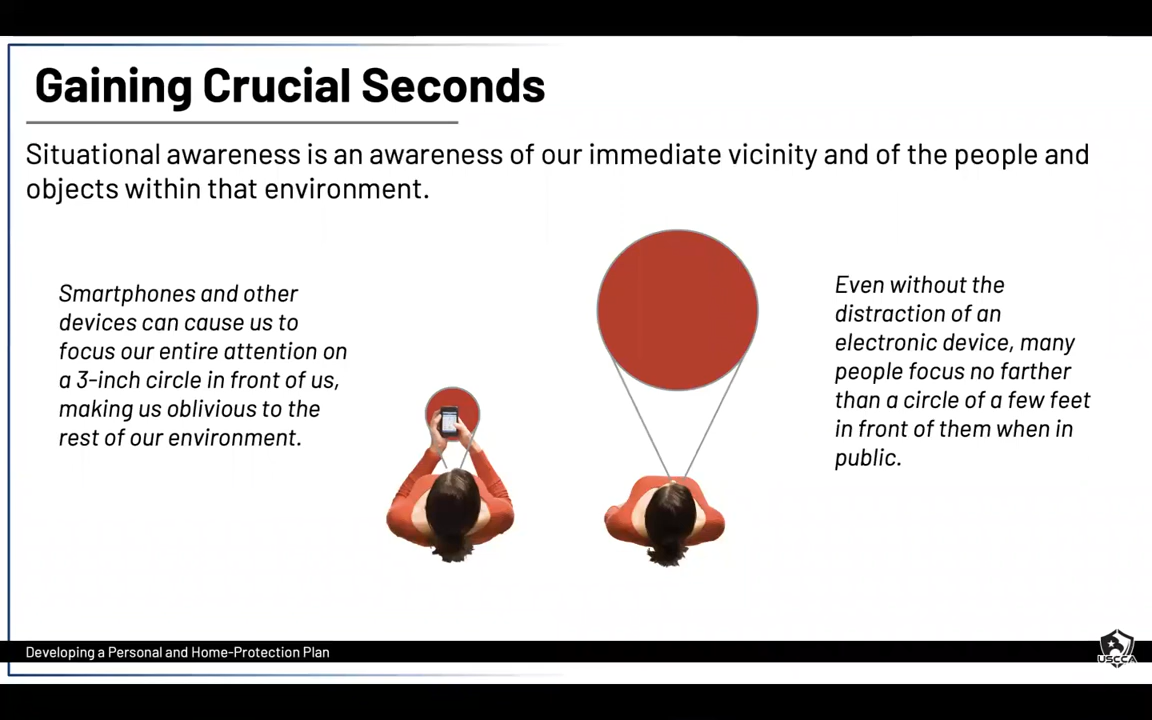 Gaining Crucial Seconds
Situational awareness is an awareness of our immediate vicinity and of the people and
objects within that environment.
Smartphones and other
devices can cause us to
focus our entire attention on
a 3-inch circle in front of us,
making us oblivious to the
rest of our environment.
Even without the
distraction of an
electronic device, many
people focus no farther
than a circle of a few feet
in front of them when in
public.
Developing a Personal and Home-Protection Plan
USCCA